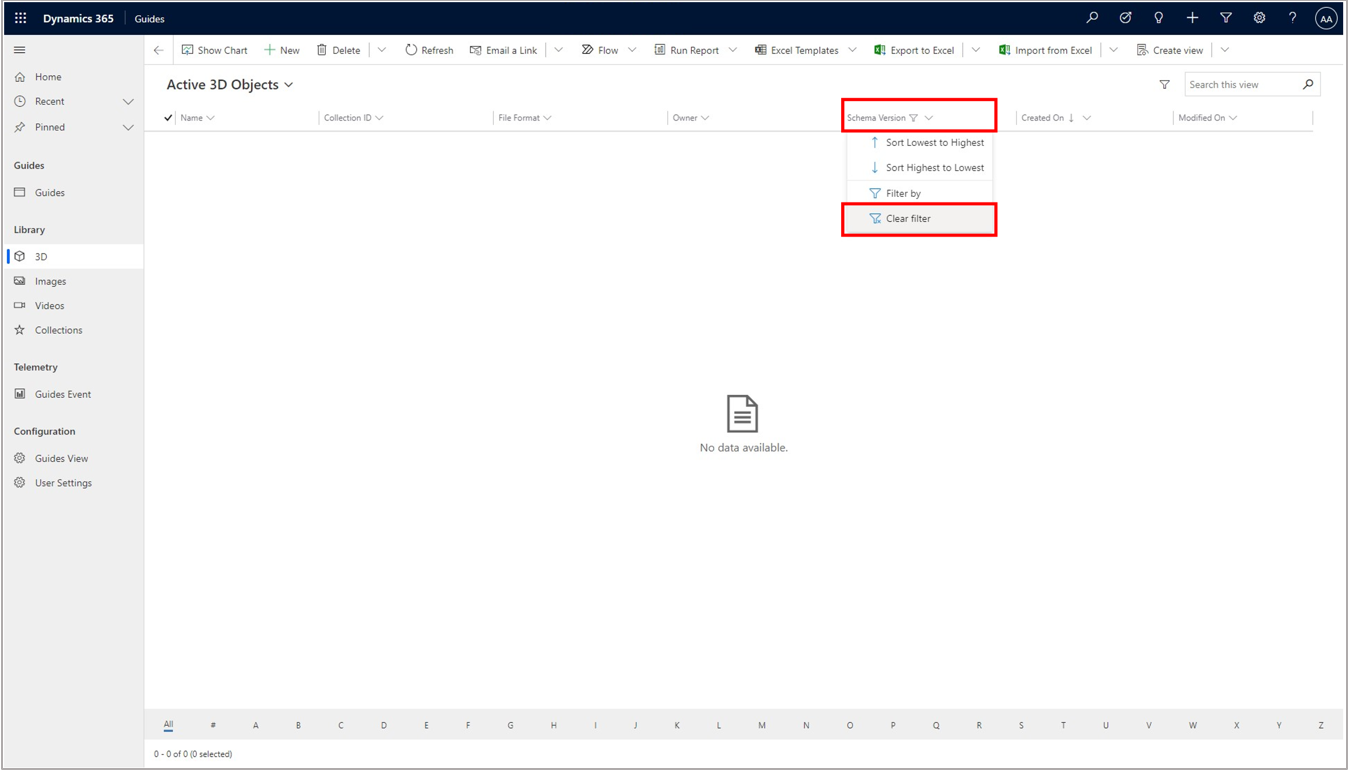 Dynamics 365 Guides AA
Show Chart New Delete Refresh Email a Link Flow Run Report Excel Templates Export to Excel Import from Excel Create view
Home
Recent
Pinned
Guides
Guides
Library
3D
Images
Videos
Collections
Telemetry
Guides Event
Configuration
Guides View
User Settings
Active 3D Objects Search this view
Name Collection ID File Format Owner Schema Version Created On Modified On
Sort Lowest to Highest
Sort Highest to Lowest
Filter by
Clear filter
No data available.
All # A B C D E F G H I J K L M N O P Q R S T U V W X Y Z
0 - 0 of 0 (0 selected)